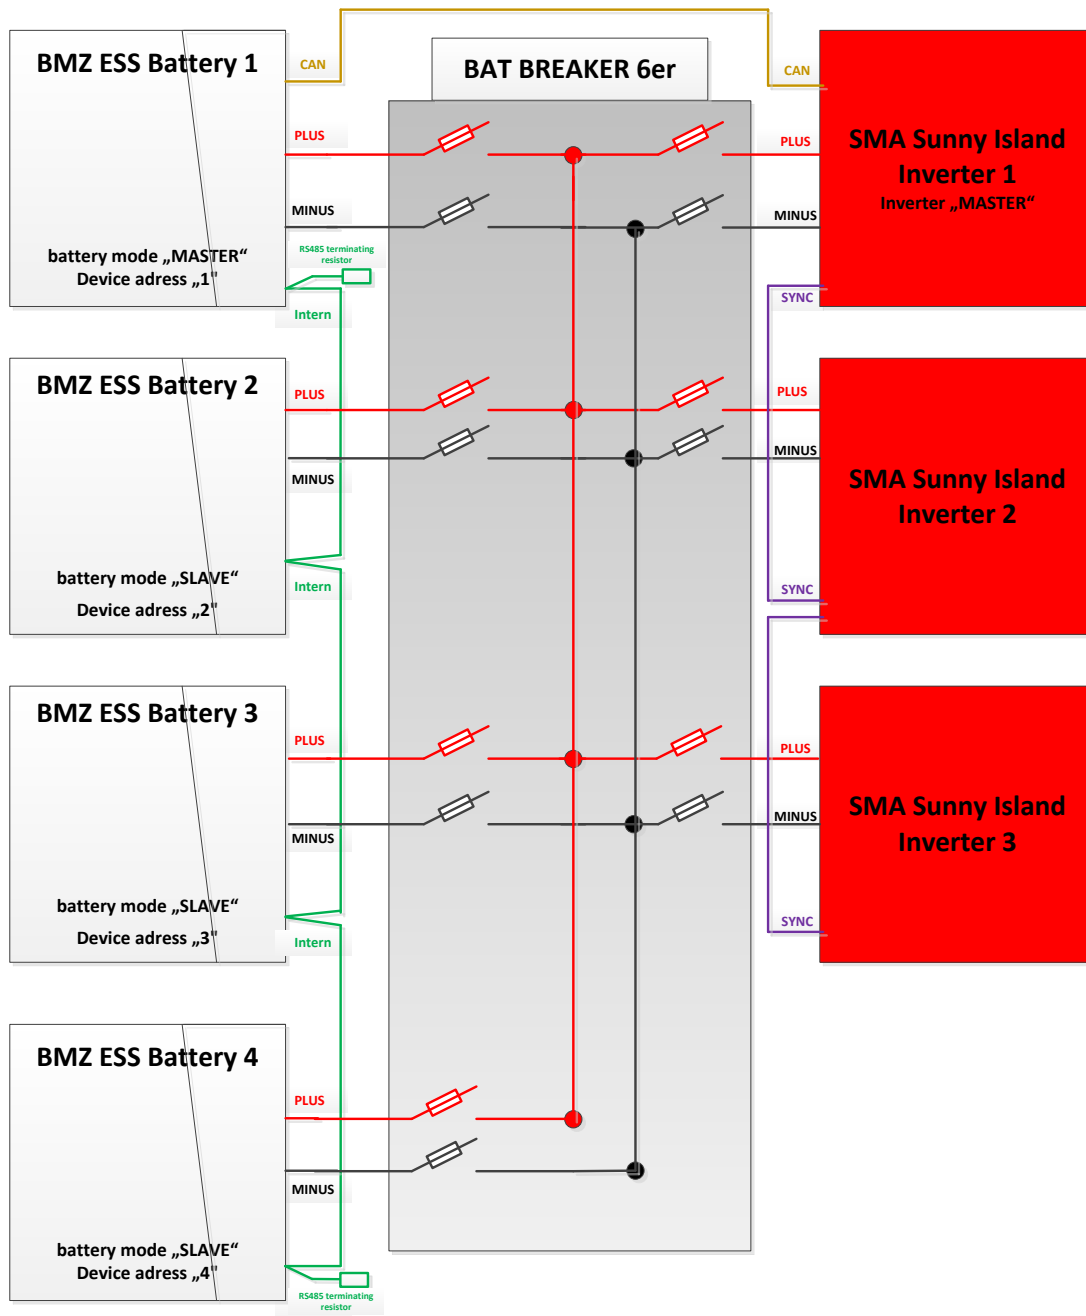 BMZ ESS Battery 1
CAN
PLUS
MINUS
battery mode „MASTER“
Device adress „1"
RS485 terminating
resistor
Intern
BAT BREAKER 6er
CAN
PLUS
MINUS
SYNC
SMA Sunny Island
Inverter 1
Inverter „MASTER“
BMZ ESS Battery 2
PLUS
MINUS
battery mode „SLAVE“
Device adress „2"
Intern
PLUS
MINUS
SYNC
SMA Sunny Island
Inverter 2
BMZ ESS Battery 3
PLUS
MINUS
battery mode „SLAVE“
Device adress „3"
Intern
PLUS
MINUS
SYNC
SMA Sunny Island
Inverter 3
BMZ ESS Battery 4
PLUS
MINUS
battery mode „SLAVE“
Device adress „4"
RS485 terminating
resistor